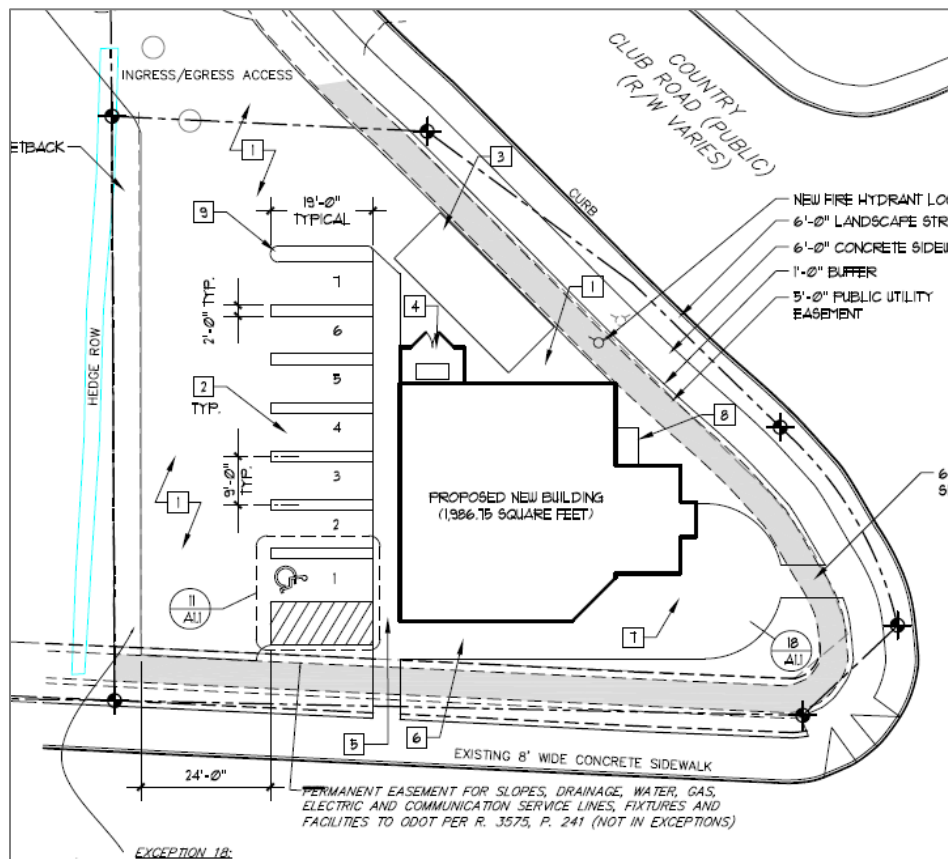 COUNTRY
CLUB ROAD (PUBLIC)
(R/W VARIES)
INGRESS/EGRESS ACCESS
ETBACK
1
3
19'-0"
TYPICAL
CURB
9
NEW FIRE HYDRANT LO
6'-0" LANDSCAPE STR
6'-0" CONCRETE SIDEW
1'-0" BUFFER
5'-0" PUBLIC UTILITY
EASEMENT
7
1
4
2'-0" TYP.
6
HEDGE ROW
5
2
TYP.
8
4
6
S
9'-0"
TYP.
3
PROPOSED NEW BUILDING
(1,986.75 SQUARE FEET)
1
2
1
11
A1.1
7
18
A1.1
5
6
EXISTING 8' WIDE CONCRETE SIDEWALK
24'-0"
PERMANENT EASEMENT FOR SLOPES, DRAINAGE, WATER, GAS,
ELECTRIC AND COMMUNICATION SERVICE LINES, FIXTURES AND
FACILITIES TO ODOT PER R. 3575, P. 241 (NOT IN EXCEPTIONS)
EXCEPTION 18: